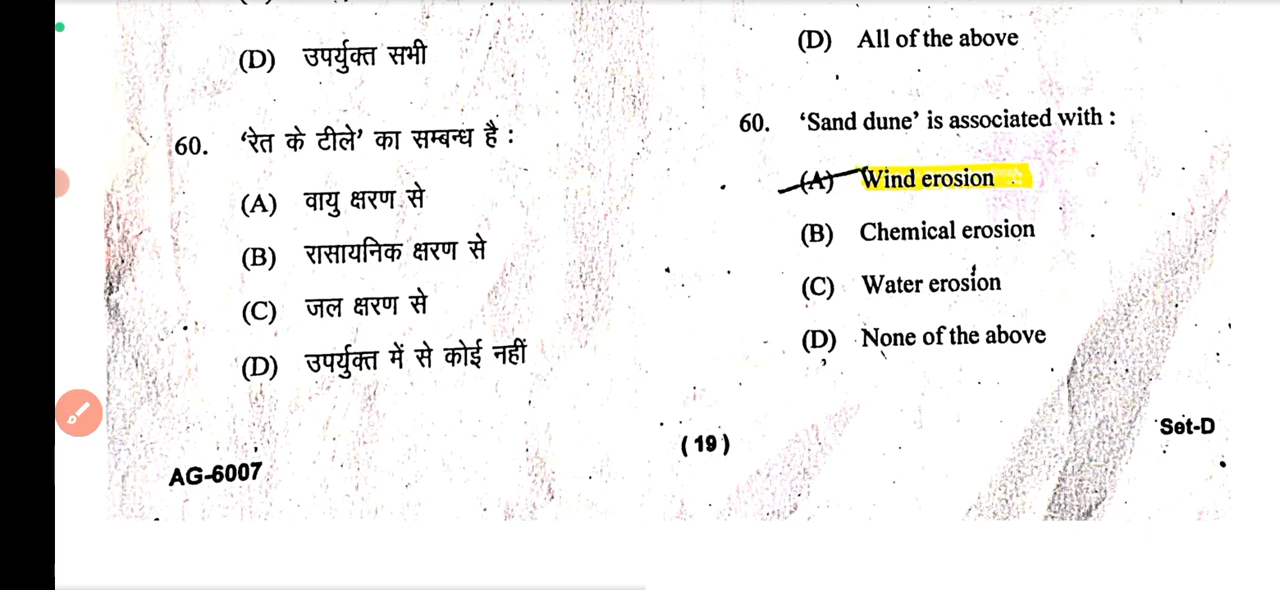 (D) उपर्युक्त सभी
60. ‘रेत के टीले’ का सम्बन्ध है :
(A) वायु क्षरण से
(B) रासायनिक क्षरण से
(C) जल क्षरण से
(D) उपर्युक्त में से कोई नहीं
AG-6007
(D) All of the above
60. ‘Sand dune’ is associated with :
(A) Wind erosion
(B) Chemical erosion
(C) Water erosion
(D) None of the above
(19)
Set-D